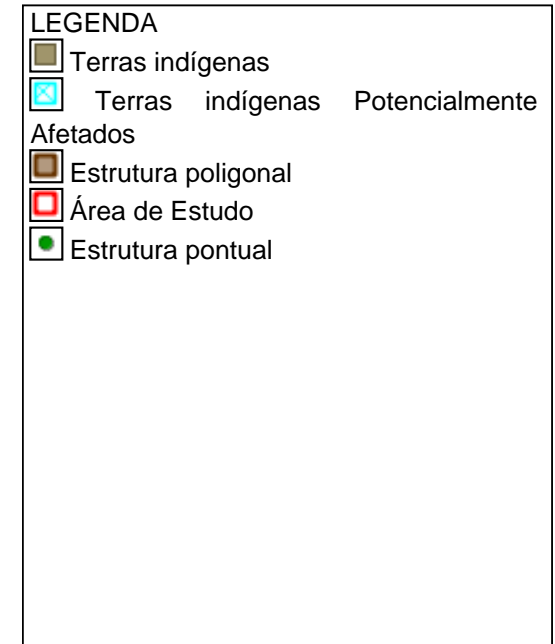 LEGENDA
Terras indígenas
Terras indígenas Potencialmente
Afetados
Estrutura poligonal
Área de Estudo
Estrutura pontual